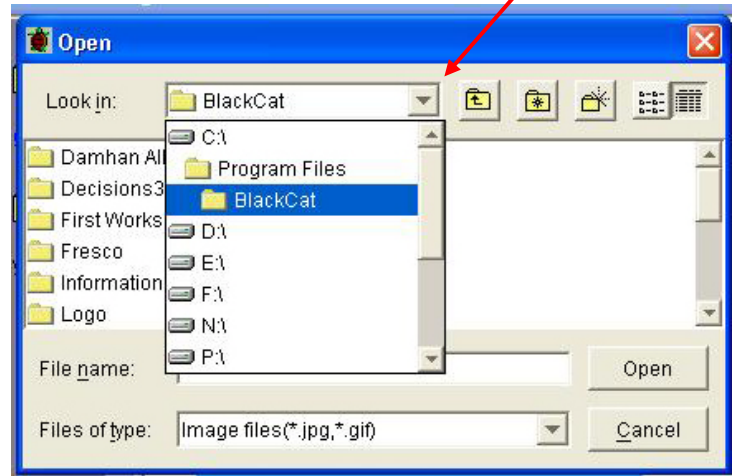 Open
Look in: BlackCat
C:\
Program Files
BlackCat
D:\
E:\
F:\
N:\
P:\
Damhan All
Decisions3
First Works
Fresco
Information
Logo
File name: Open
Files of type: Image files(*.jpg,*.gif) Cancel